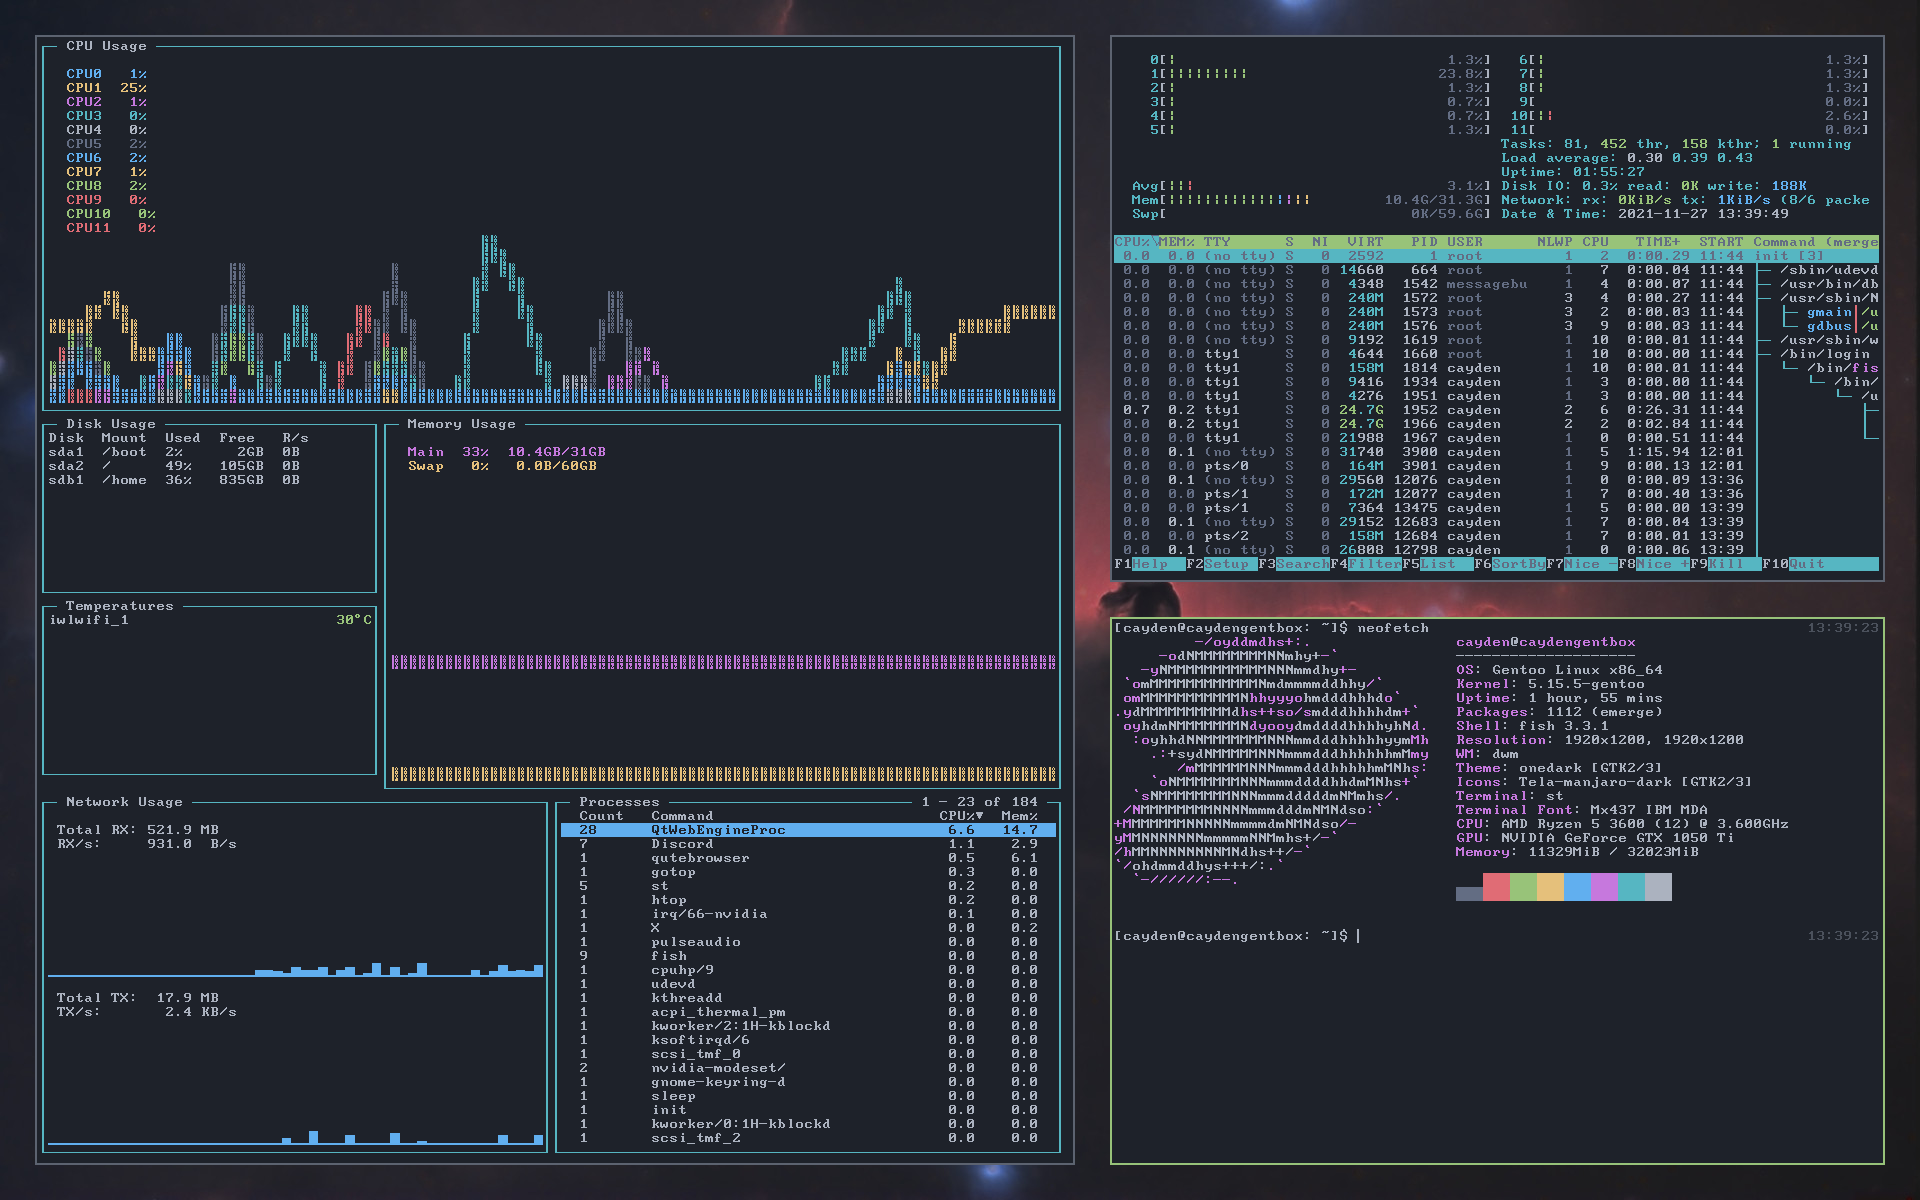 CPU Usage
CPU0 1%
CPU1 25%
CPU2 1%
CPU3 0%
CPU4 0%
CPU5 2%
CPU6 2%
CPU7 1%
CPU8 2%
CPU9 0%
CPU10 0%
CPU11 0%
Disk Usage
Disk Mount Used Free R/s
sda1 /boot 2% 2GB 0B
sda2 / 49% 105GB 0B
sdb1 /home 36% 835GB 0B
Memory Usage
Main 33% 10.4GB/31GB
Swap 0% 0.0B/60GB
Temperatures
iwlwifi_1 30°C
Network Usage
Total RX: 521.9 MB
RX/s: 931.0 B/s
Total TX: 17.9 MB
TX/s: 2.4 KB/s
Processes 1 - 23 of 184
Count Command CPU%▼ Mem%
28 QtWebEngineProc 6.6 14.7
7 Discord 1.1 2.9
1 qutebrowser 0.5 6.1
1 gotop 0.3 0.0
5 st 0.2 0.0
1 htop 0.2 0.0
1 irq/66-nvidia 0.1 0.0
1 X 0.0 0.2
1 pulseaudio 0.0 0.0
9 fish 0.0 0.0
1 cpuhp/9 0.0 0.0
1 udevd 0.0 0.0
1 kthreadd 0.0 0.0
1 acpi_thermal_pm 0.0 0.0
1 kworker/2:1H-kblockd 0.0 0.0
1 ksoftirqd/6 0.0 0.0
1 scsi_tmf_0 0.0 0.0
2 nvidia-modeset/ 0.0 0.0
1 gnome-keyring-d 0.0 0.0
1 sleep 0.0 0.0
1 init 0.0 0.0
1 kworker/0:1H-kblockd 0.0 0.0
1 scsi_tmf_2 0.0 0.0
0[| 1.3%] 6[| 1.3%]
1[||||||||| 23.8%] 7[| 1.3%]
2[| 1.3%] 8[| 1.3%]
3[| 0.7%] 9[ 0.0%]
4[| 0.7%] 10[|| 2.6%]
5[| 1.3%] 11[ 0.0%]
Tasks: 81, 452 thr, 158 kthr; 1 running
Load average: 0.30 0.39 0.43
Uptime: 01:55:27
Avg[||| 3.1%] Disk IO: 0.3% read: 0K write: 188K
Mem[|||||||||||||||| 10.4G/31.3G] Network: rx: 0KiB/s tx: 1KiB/s (8/6 packe
Swp[ 0K/59.6G] Date & Time: 2021-11-27 13:39:49
CPU% MEM% TTY S NI VIRT PID USER NLWP CPU TIME+ START Command (merge
0.0 0.0 (no tty) S 0 2592 1 root 1 2 0:00.29 11:44 init [3]
0.0 0.0 (no tty) S 0 14660 664 root 1 7 0:00.04 11:44 ├─ /sbin/udevd
0.0 0.0 (no tty) S 0 4348 1542 messagebu 1 4 0:00.07 11:44 ├─ /usr/bin/db
0.0 0.0 (no tty) S 0 240M 1572 root 3 4 0:00.27 11:44 ├─ /usr/sbin/N
0.0 0.0 (no tty) S 0 240M 1573 root 3 2 0:00.03 11:44 │ ├─ gmain│/u
0.0 0.0 (no tty) S 0 240M 1576 root 3 9 0:00.03 11:44 │ └─ gdbus│/u
0.0 0.0 (no tty) S 0 9192 1619 root 1 10 0:00.01 11:44 ├─ /usr/sbin/w
0.0 0.0 tty1 S 0 4644 1660 root 1 10 0:00.00 11:44 ├─ /bin/login
0.0 0.0 tty1 S 0 158M 1814 cayden 1 10 0:00.01 11:44 │ └─ /bin/fis
0.0 0.0 tty1 S 0 9416 1934 cayden 1 3 0:00.00 11:44 │ └─ /bin/
0.0 0.0 tty1 S 0 4276 1951 cayden 1 3 0:00.00 11:44 │ └─ /u
0.7 0.2 tty1 S 0 24.7G 1952 cayden 2 6 0:26.31 11:44 │ ├─
0.0 0.2 tty1 S 0 24.7G 1966 cayden 2 2 0:02.84 11:44 │ │
0.0 0.0 tty1 S 0 21988 1967 cayden 1 0 0:00.51 11:44 │ └─
0.0 0.1 (no tty) S 0 31740 3900 cayden 1 5 1:15.94 12:01 │
0.0 0.0 pts/0 S 0 164M 3901 cayden 1 9 0:00.13 12:01 │
0.0 0.1 (no tty) S 0 29560 12076 cayden 1 0 0:00.09 13:36 │
0.0 0.0 pts/1 S 0 172M 12077 cayden 1 7 0:00.40 13:36 │
0.0 0.0 pts/1 S 0 7364 13475 cayden 1 5 0:00.00 13:39 │
0.0 0.1 (no tty) S 0 29152 12683 cayden 1 7 0:00.04 13:39 │
0.0 0.0 pts/2 S 0 158M 12684 cayden 1 7 0:00.01 13:39 │
0.0 0.1 (no tty) S 0 26808 12798 cayden 1 0 0:00.06 13:39 │
F1Help F2Setup F3SearchF4FilterF5List F6SortByF7Nice -F8Nice +F9Kill F10Quit
[cayden@caydengentbox: ~]$ neofetch 13:39:23
-/oyddmdhs+:. cayden@caydengentbox
-odNMMMMMMMMNNmhy+-` --------------------
-yNMMMMMMMMMMMNNNmmdhy+- OS: Gentoo Linux x86_64
`omMMMMMMMMMMMMNmdmmmmddhhy/` Kernel: 5.15.5-gentoo
omMMMMMMMMMMMNhhyyyohmdddhhhdo` Uptime: 1 hour, 55 mins
.ydMMMMMMMMMMdhs++so/smdddhhhhdm+` Packages: 1112 (emerge)
oyhdmNMMMMMMMNdyooydmddddhhhhyhNd. Shell: fish 3.3.1
:oyhhdNNMMMMMMMNNNmmdddhhhhhyymMh Resolution: 1920x1200, 1920x1200
.:+sydNMMMMMNNNmmmdddhhhhhhmMmy WM: dwm
/mMMMMMMNNNmmmdddhhhhhmMNhs: Theme: onedark [GTK2/3]
`oNMMMMMMMNNNmmmddddhhdmMNhs+` Icons: Tela-manjaro-dark [GTK2/3]
`sNMMMMMMMMNNNmmmdddddmNMmhs/. Terminal: st
/NMMMMMMMMNNNNmmmdddmNMNdso:` Terminal Font: Mx437 IBM MDA
+MMMMMMMNNNNNmmmmdmNMNdso/- CPU: AMD Ryzen 5 3600 (12) @ 3.600GHz
yMMNNNNNNNmmmmmNNMmhs+/-` GPU: NVIDIA GeForce GTX 1050 Ti
/hMMNNNNNNNNMNdhs++/-` Memory: 11329MiB / 32023MiB
`/ohdmmddhys+++/:.`
`-//////:--.
[cayden@caydengentbox: ~]$ 13:39:23